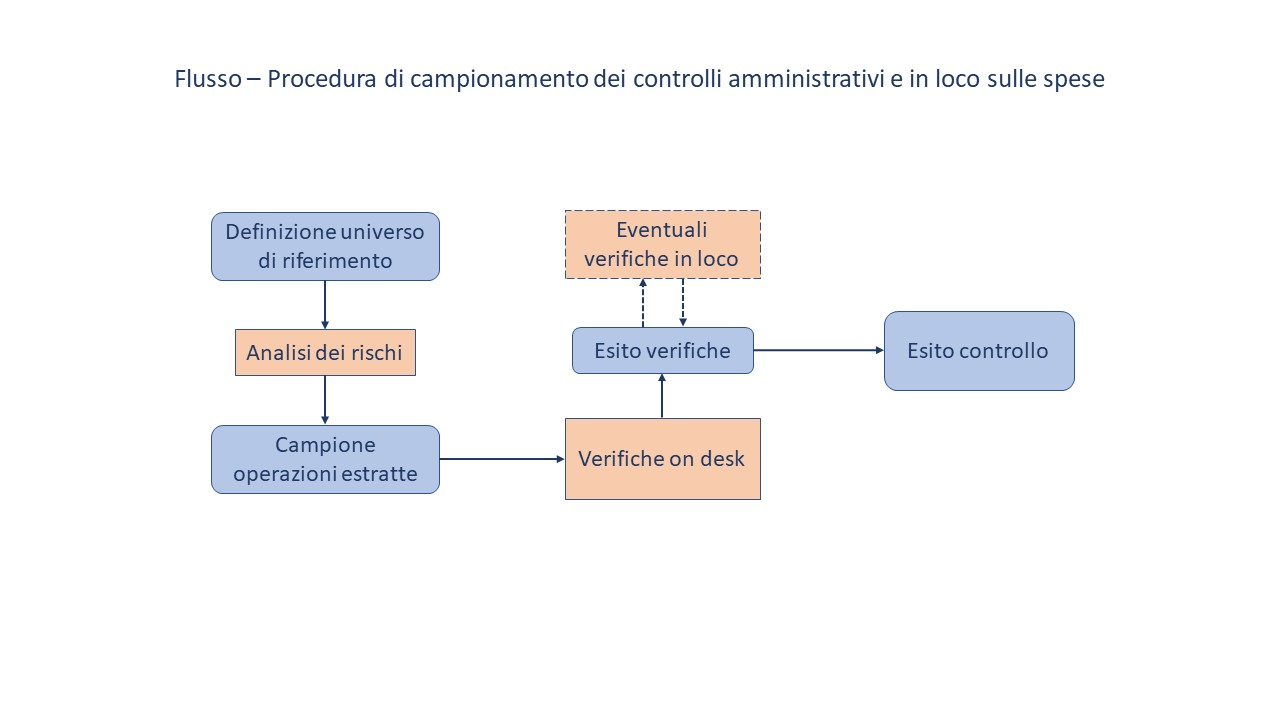 Flusso – Procedura di campionamento dei controlli amministrativi e in loco sulle spese
Definizione universo
di riferimento
Analisi dei rischi
Campione
operazioni estratte
Eventuali
verifiche in loco
Esito verifiche
Verifiche on desk
Esito controllo